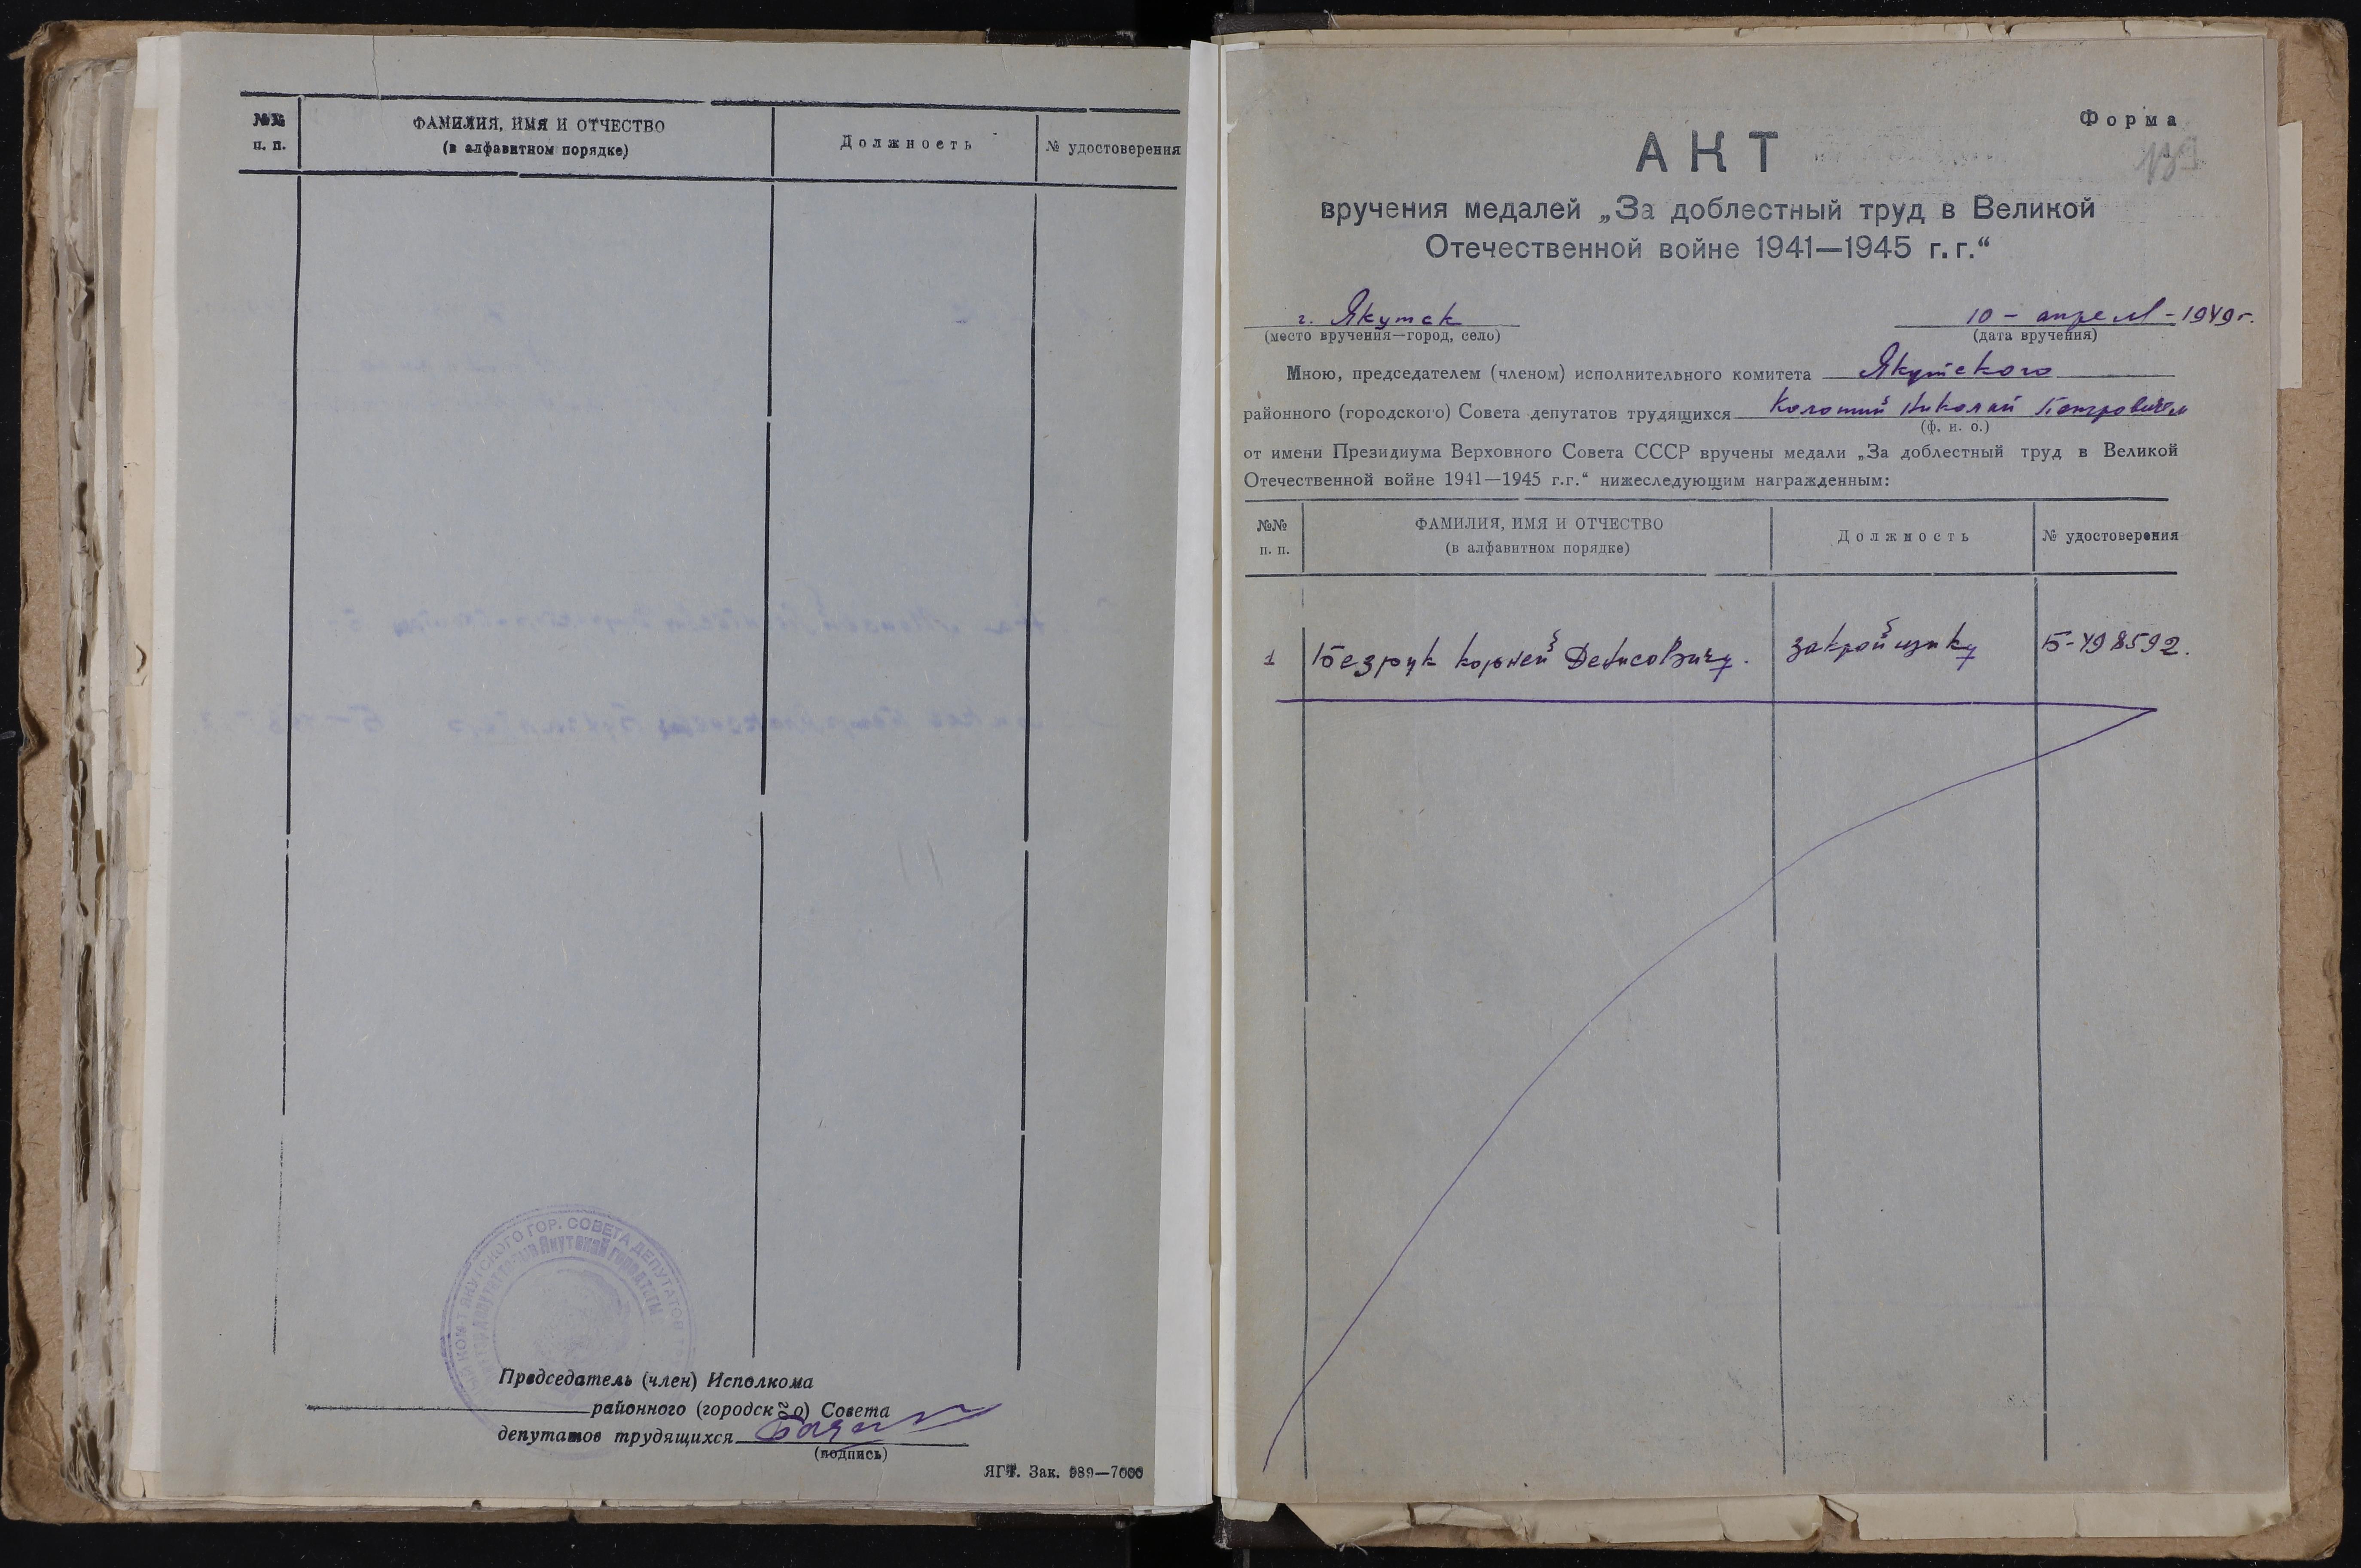 №№ п. п.
ФАМИЛИЯ, ИМЯ И ОТЧЕСТВО
(в алфавитном порядке)
Должность
№ удостоверения
Председатель (член) Исполкома
районного (городского) Совета
депутатов трудящихся
(подпись)
ЯГТ. Зак. 989—7000
Форма
АКТ
вручения медалей „За доблестный труд в Великой
Отечественной войне 1941—1945 г.г.“
г. Якутск
10 - апреля - 1949 г.
(место вручения—город, село)
(дата вручения)
Мною, председателем (членом) исполнительного комитета Якутского
районного (городского) Совета депутатов трудящихся Николай Петровичем
(ф. и. о.)
от имени Президиума Верховного Совета СССР вручены медали „За доблестный труд в Великой
Отечественной войне 1941—1945 г.г.“ нижеследующим награжденным:
№№ п. п.
ФАМИЛИЯ, ИМЯ И ОТЧЕСТВО
(в алфавитном порядке)
Должность
№ удостоверения
1 Безрук Корней Денисовичу. закройщику Б-498592.